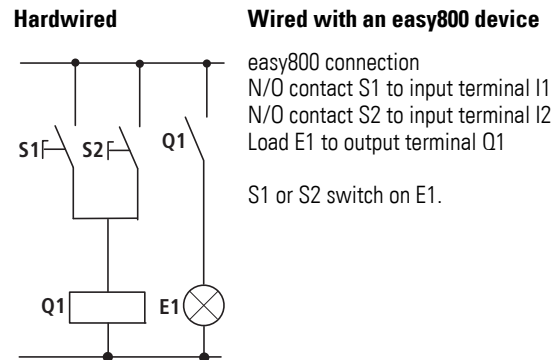 Hardwired
Wired with an easy800 device
easy800 connection
N/O contact S1 to input terminal I1
N/O contact S2 to input terminal I2
Load E1 to output terminal Q1
S1 or S2 switch on E1.
S1
S2
Q1
Q1
E1